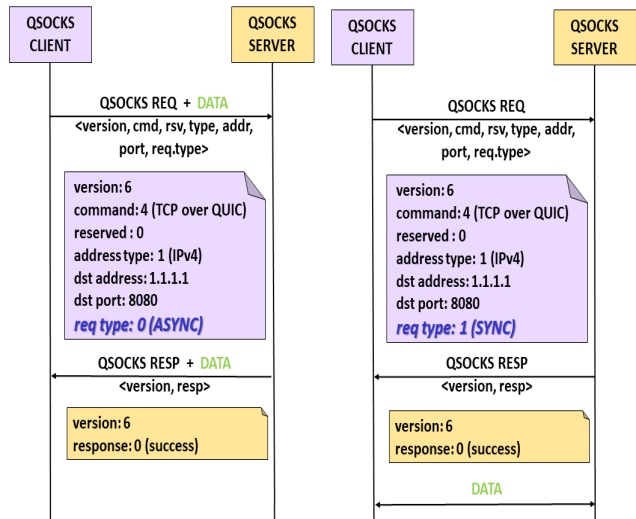 QSOCKS
CLIENT
QSOCKS
SERVER
QSOCKS REQ + DATA
<version, cmd, rsv, type, addr,
port, req.type>
version: 6
command: 4 (TCP over QUIC)
reserved : 0
address type: 1 (IPv4)
dst address: 1.1.1.1
dst port: 8080
req type: 0 (ASYNC)
QSOCKS RESP + DATA
<version, resp>
version: 6
response: 0 (success)
QSOCKS
CLIENT
QSOCKS
SERVER
QSOCKS REQ
<version, cmd, rsv, type, addr,
port, req.type>
version: 6
command: 4 (TCP over QUIC)
reserved : 0
address type: 1 (IPv4)
dst address: 1.1.1.1
dst port: 8080
req type: 1 (SYNC)
QSOCKS RESP
<version, resp>
version: 6
response: 0 (success)
DATA